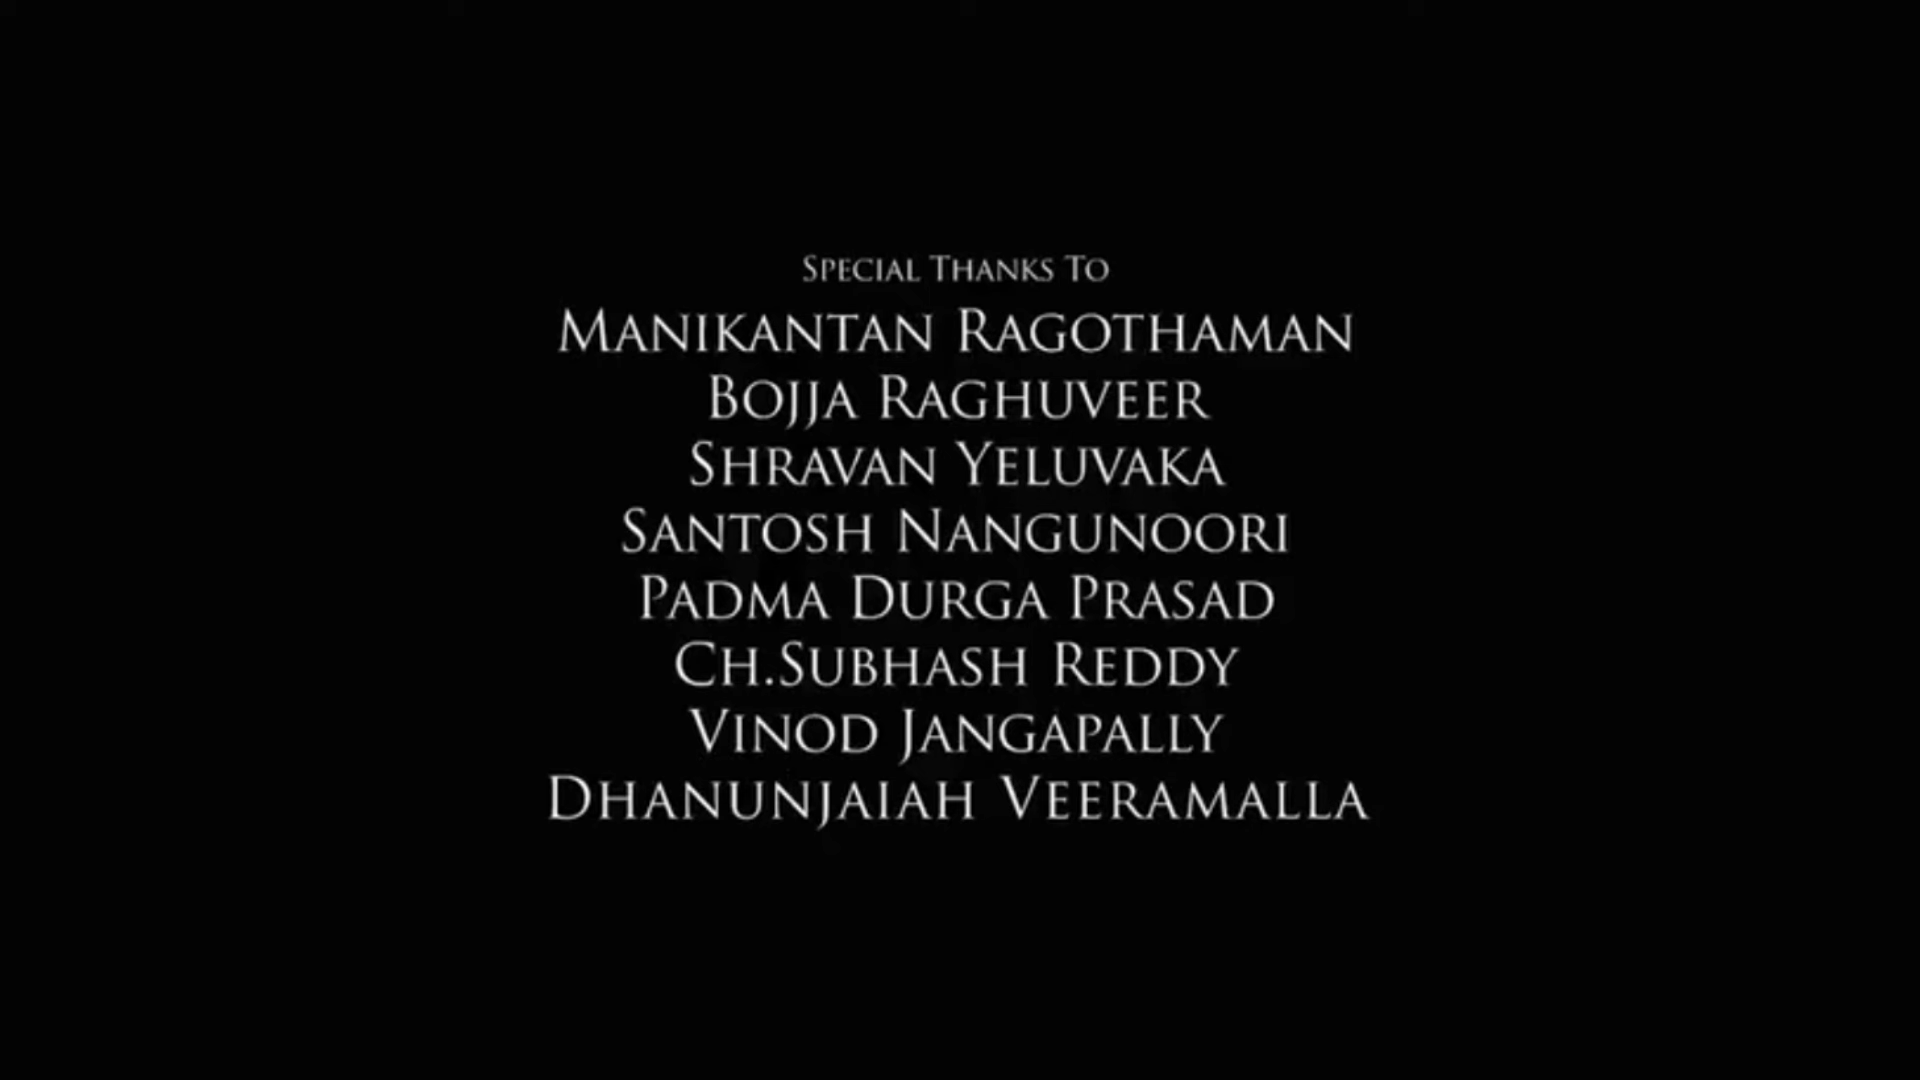 Special Thanks To
Manikantan Ragothaman
Bojja Raghuveer
Shravan Yeluvaka
Santosh Nangunoori
Padma Durga Prasad
Ch.Subhash Reddy
Vinod Jangapally
Dhanunjaiah Veeramalla